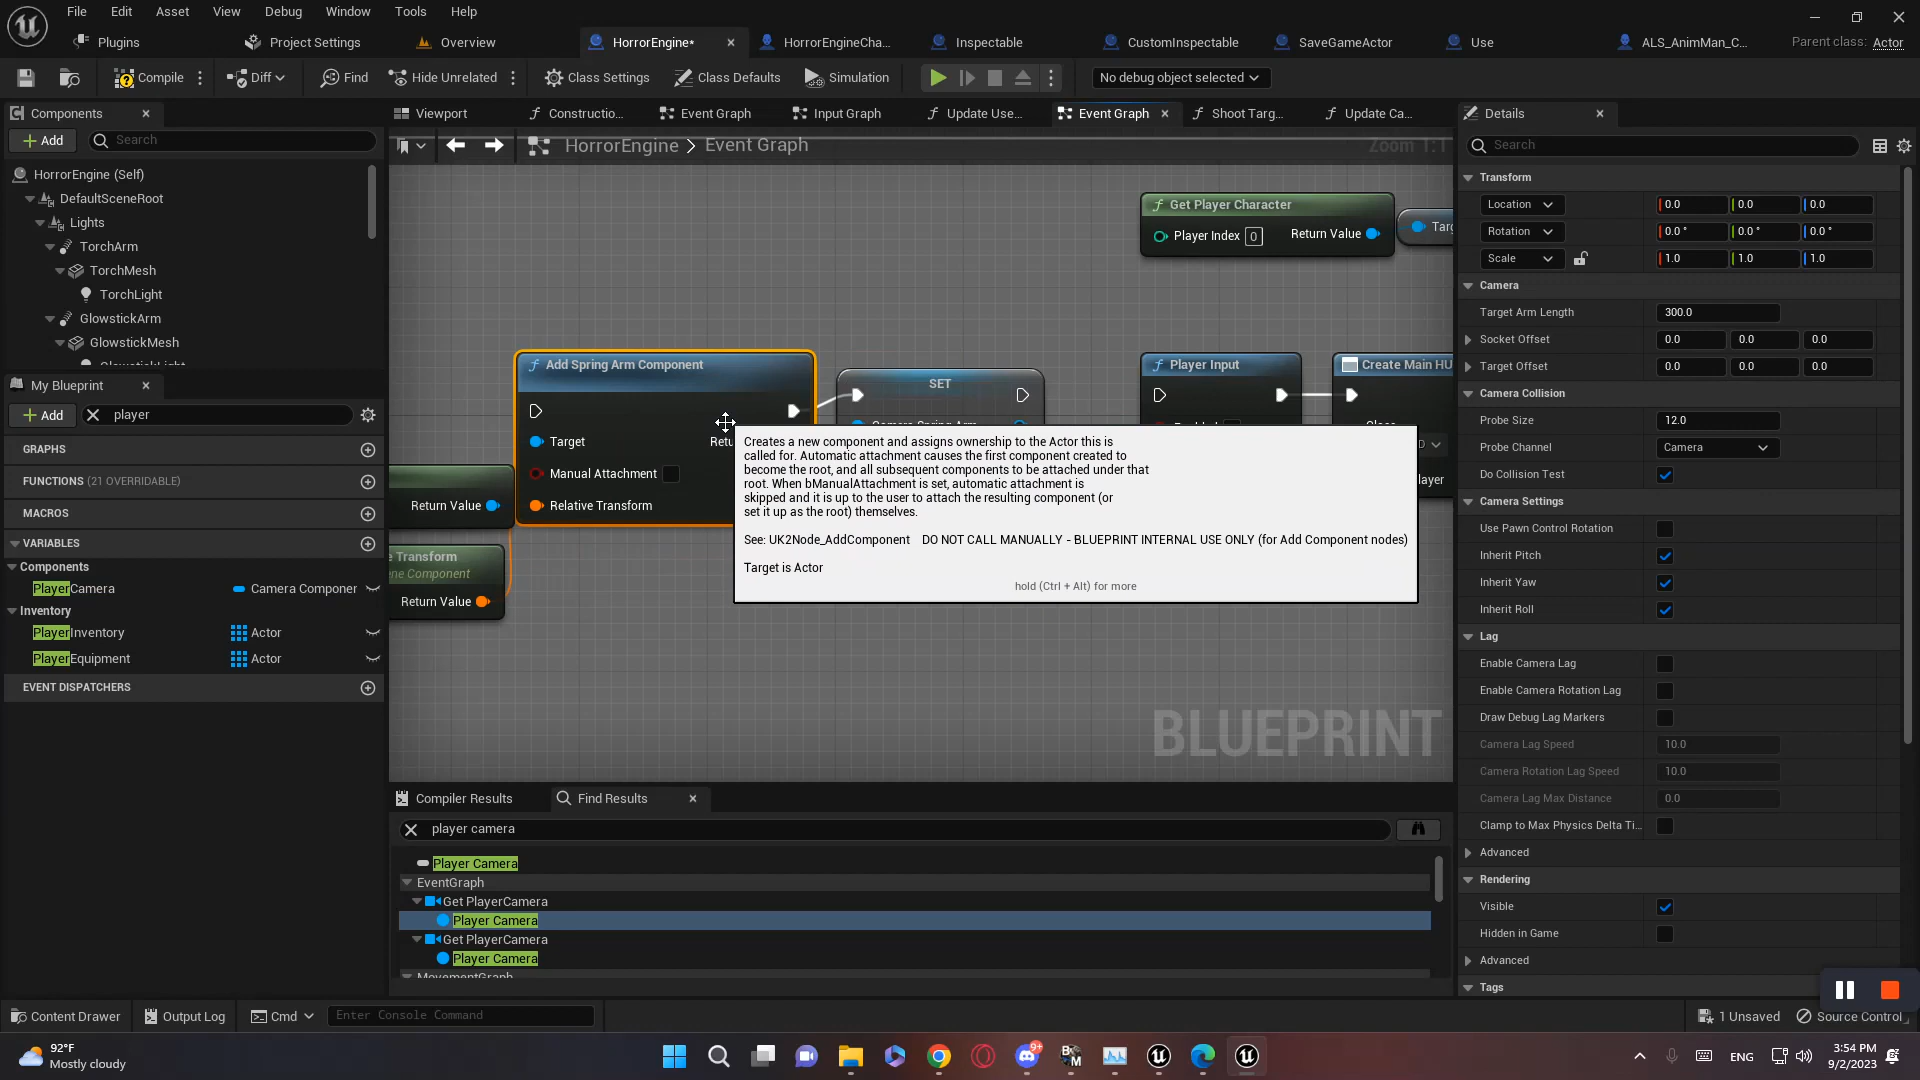 File Edit Asset View Debug Window Tools Help
Plugins Project Settings Overview HorrorEngine* HorrorEngineCha... Inspectable CustomInspectable SaveGameActor Use ALS_AnimMan_C... Parent class: Actor
Compile Diff Find Hide Unrelated Class Settings Class Defaults Simulation No debug object selected
Components
Add Search
HorrorEngine (Self)
DefaultSceneRoot
Lights
TorchArm
TorchMesh
TorchLight
GlowstickArm
GlowstickMesh
GlowstickLight
My Blueprint
Add player
GRAPHS
FUNCTIONS (21 OVERRIDABLE)
MACROS
VARIABLES
Components
PlayerCamera Camera Componer
Inventory
PlayerInventory Actor
PlayerEquipment Actor
EVENT DISPATCHERS
Viewport Constructio... Event Graph Input Graph Update Use... Event Graph Shoot Targ... Update Ca...
HorrorEngine > Event Graph Zoom 1:1
Get Player Character
Player Index 0 Return Value
Targ
Add Spring Arm Component
Target Retu
Manual Attachment
Relative Transform
SET
Camera Spring Arm
Player Input
Create Main HU
Return Value
e Transform
ne Component
Return Value
layer
Creates a new component and assigns ownership to the Actor this is
called for. Automatic attachment causes the first component created to
become the root, and all subsequent components to be attached under that
root. When bManualAttachment is set, automatic attachment is
skipped and it is up to the user to attach the resulting component (or
set it up as the root) themselves.
See: UK2Node_AddComponent DO NOT CALL MANUALLY - BLUEPRINT INTERNAL USE ONLY (for Add Component nodes)
Target is Actor
hold (Ctrl + Alt) for more
BLUEPRINT
Compiler Results Find Results
player camera
Player Camera
EventGraph
Get PlayerCamera
Player Camera
Get PlayerCamera
Player Camera
MovementGraph
Details
Search
Transform
Location 0.0 0.0 0.0
Rotation 0.0 ° 0.0 ° 0.0 °
Scale 1.0 1.0 1.0
Camera
Target Arm Length 300.0
Socket Offset 0.0 0.0 0.0
Target Offset 0.0 0.0 0.0
Camera Collision
Probe Size 12.0
Probe Channel Camera
Do Collision Test
Camera Settings
Use Pawn Control Rotation
Inherit Pitch
Inherit Yaw
Inherit Roll
Lag
Enable Camera Lag
Enable Camera Rotation Lag
Draw Debug Lag Markers
Camera Lag Speed 10.0
Camera Rotation Lag Speed 10.0
Camera Lag Max Distance 0.0
Clamp to Max Physics Delta Ti...
Advanced
Rendering
Visible
Hidden in Game
Advanced
Tags
Content Drawer Output Log Cmd Enter Console Command 1 Unsaved Source Control
92°F
Mostly cloudy
9+
ENG
3:54 PM
9/2/2023